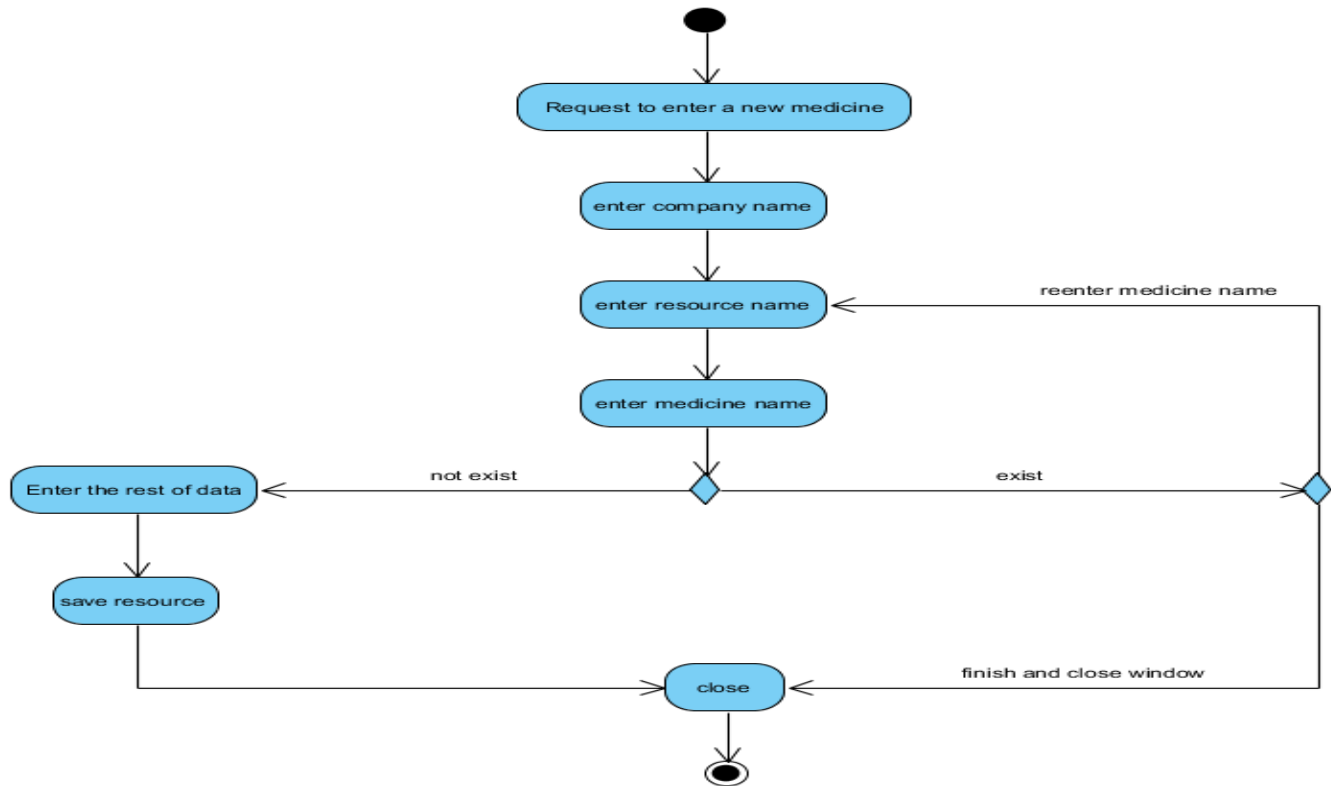 Request to enter a new medicine
enter company name
enter resource name
reenter medicine name
enter medicine name
not exist
exist
Enter the rest of data
save resource
finish and close window
close